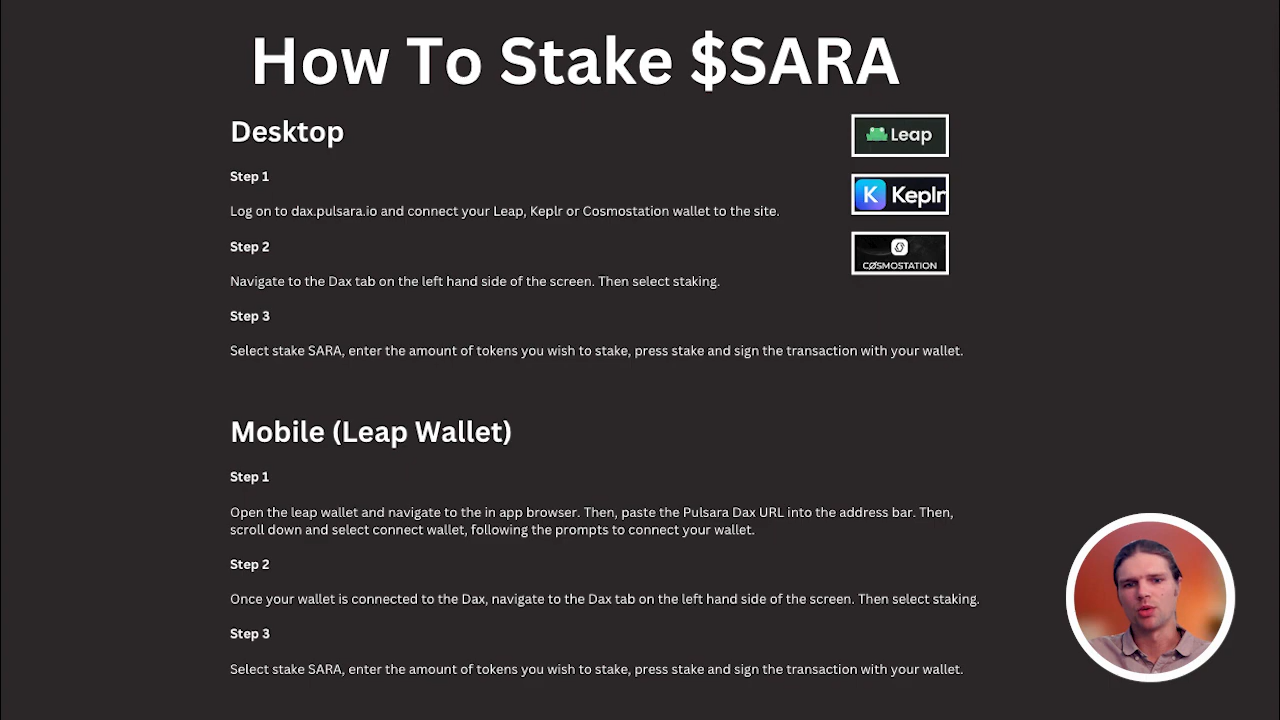 How To Stake $SARA
Desktop
Leap
Step 1
K Keplr
Log on to dax.pulsara.io and connect your Leap, Keplr or Cosmostation wallet to the site.
Step 2
COSMOSTATION
Navigate to the Dax tab on the left hand side of the screen. Then select staking.
Step 3
Select stake SARA, enter the amount of tokens you wish to stake, press stake and sign the transaction with your wallet.
Mobile (Leap Wallet)
Step 1
Open the leap wallet and navigate to the in app browser. Then, paste the Pulsara Dax URL into the address bar. Then,
scroll down and select connect wallet, following the prompts to connect your wallet.
Step 2
Once your wallet is connected to the Dax, navigate to the Dax tab on the left hand side of the screen. Then select staking.
Step 3
Select stake SARA, enter the amount of tokens you wish to stake, press stake and sign the transaction with your wallet.